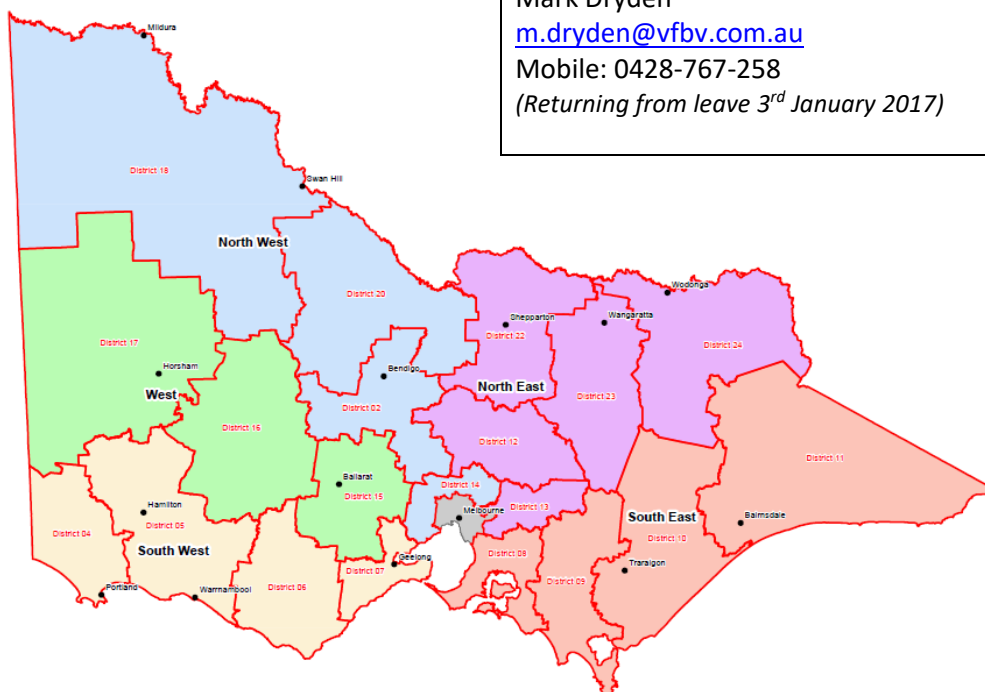 Mark Dryden
m.dryden@vfbv.com.au
Mobile: 0428-767-258
(Returning from leave 3rd January 2017)
Mildura
District 18
Swan Hill
North West
District 20
Wodonga
Shepparton
Wangaratta
District 22
District 17
District 24
Horsham
Bendigo
West
North East
District 02
District 23
District 16
District 12
District 11
Ballarat
District 14
District 15
Hamilton
Melbourne
District 13
District 05
South East
Bairnsdale
District 04
District 10
South West
District 08
Geelong
District 07
Traralgon
District 09
Portland
Warrnambool
District 06